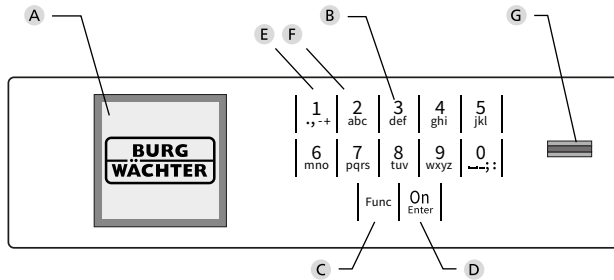 A
B
G
E F
1 2 3 4 5
.,-+ abc def ghi jkl
BURG
WÄCHTER
6 7 8 9 0
mno pqrs tuv wxyz ⎵–;:
Func On
Enter
C
D